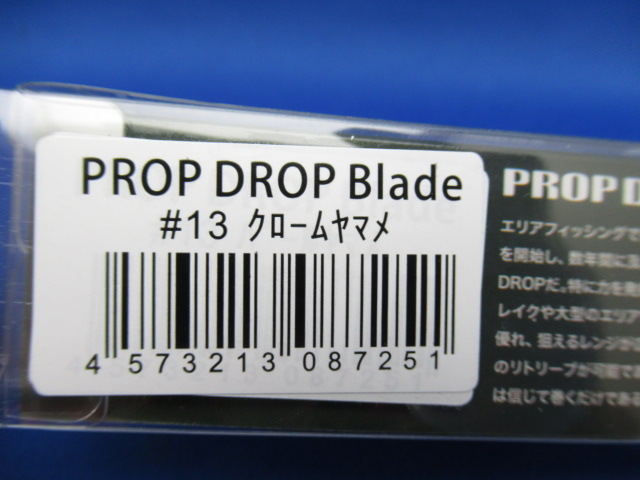 PROP DROP Blade
#13 クロームヤマメ
4 573213 087251
PROP D
エリアフィッシングで
を開始し、数年間に
DROPだ。特に力を
レイクや大型のエリア
優れ、狙えるレンジが
のリトリーブが可能であ
は信じて巻くだけである